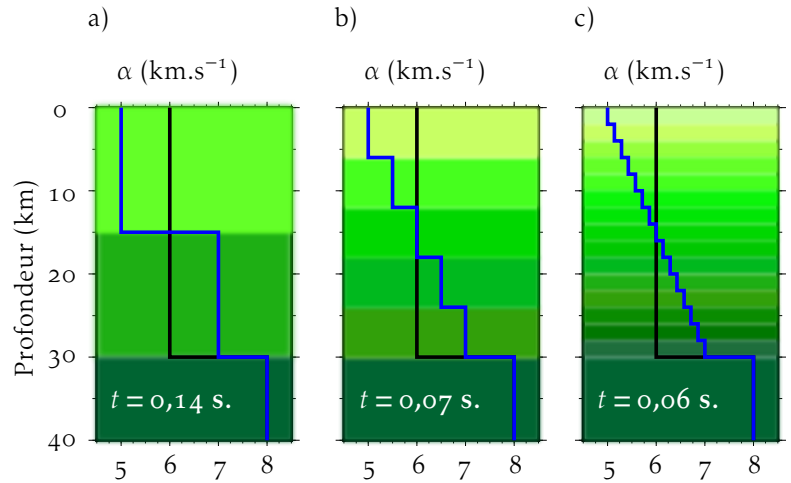 a)
b)
c)
α (km.s⁻¹)
α (km.s⁻¹)
α (km.s⁻¹)
Profondeur (km)
0
10
20
30
40
t = 0,14 s.
t = 0,07 s.
t = 0,06 s.
5 6 7 8
5 6 7 8
5 6 7 8